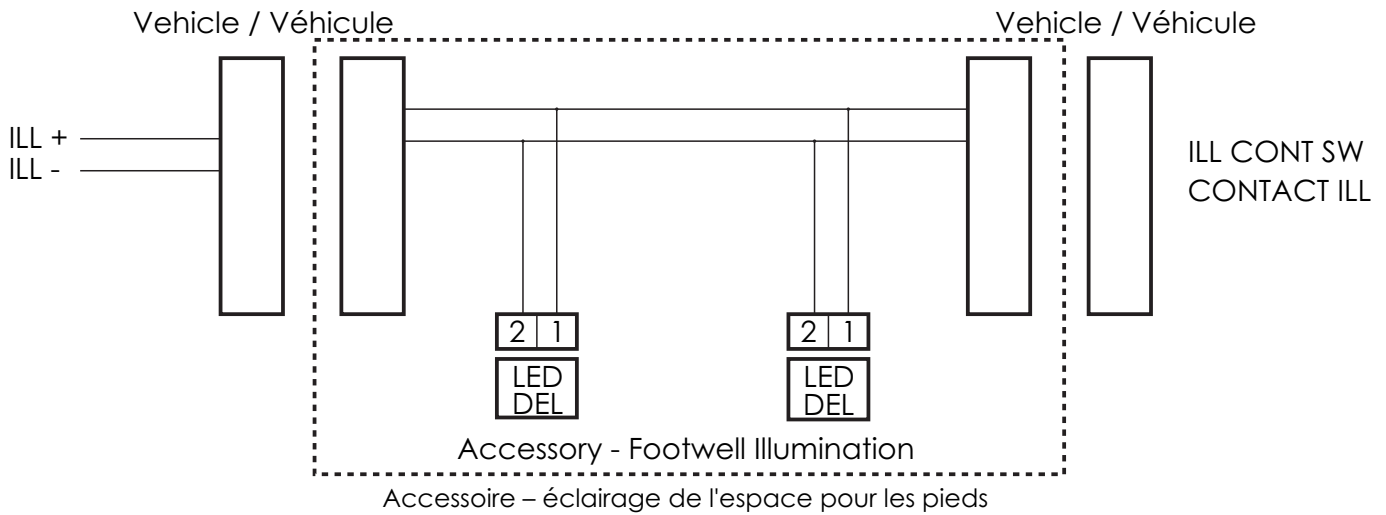 Vehicle / Véhicule
Vehicle / Véhicule
ILL +
ILL -
ILL CONT SW
CONTACT ILL
2 1
2 1
LED
DEL
LED
DEL
Accessory - Footwell Illumination
Accessoire – éclairage de l'espace pour les pieds